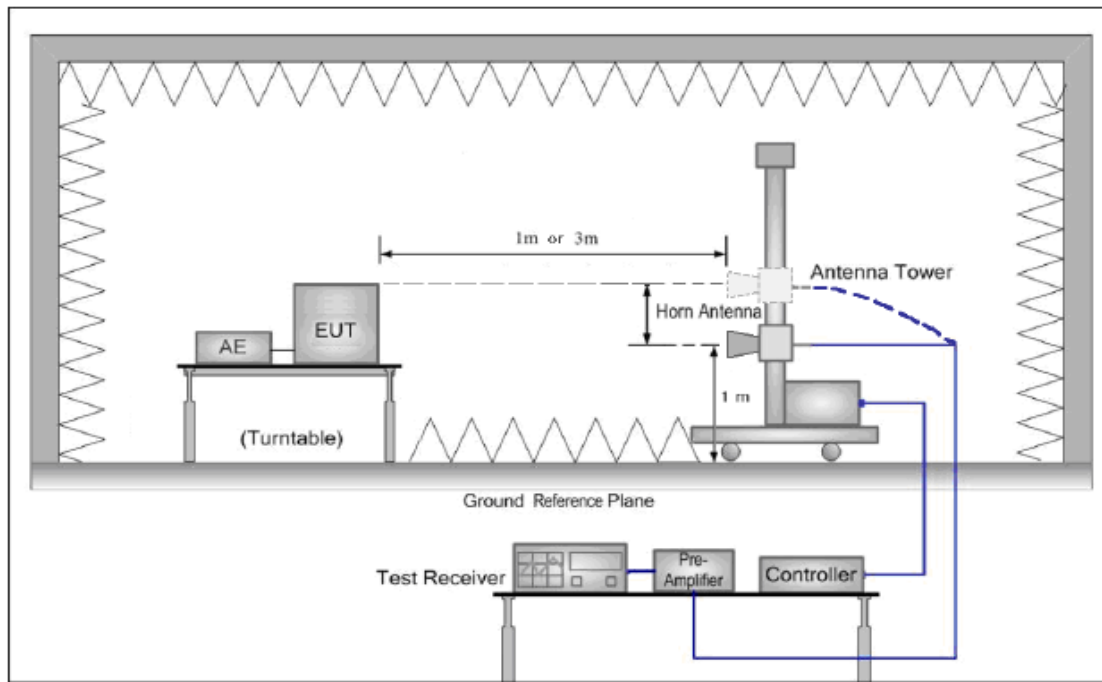 1m or 3m
Antenna Tower
Horn Antenna
EUT
AE
1 m
(Turntable)
Ground Reference Plane
Test Receiver
Pre-
Amplifier
Controller